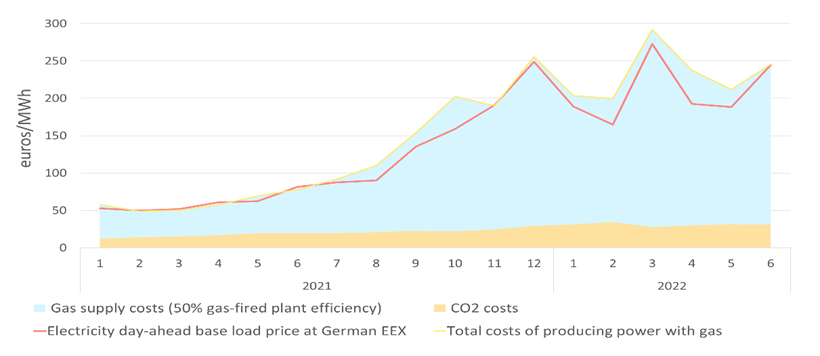 300
250
200
150
100
50
0
euros/MWh
1 2 3 4 5 6 7 8 9 10 11 12 1 2 3 4 5 6
2021 2022
Gas supply costs (50% gas-fired plant efficiency) CO2 costs
Electricity day-ahead base load price at German EEX Total costs of producing power with gas